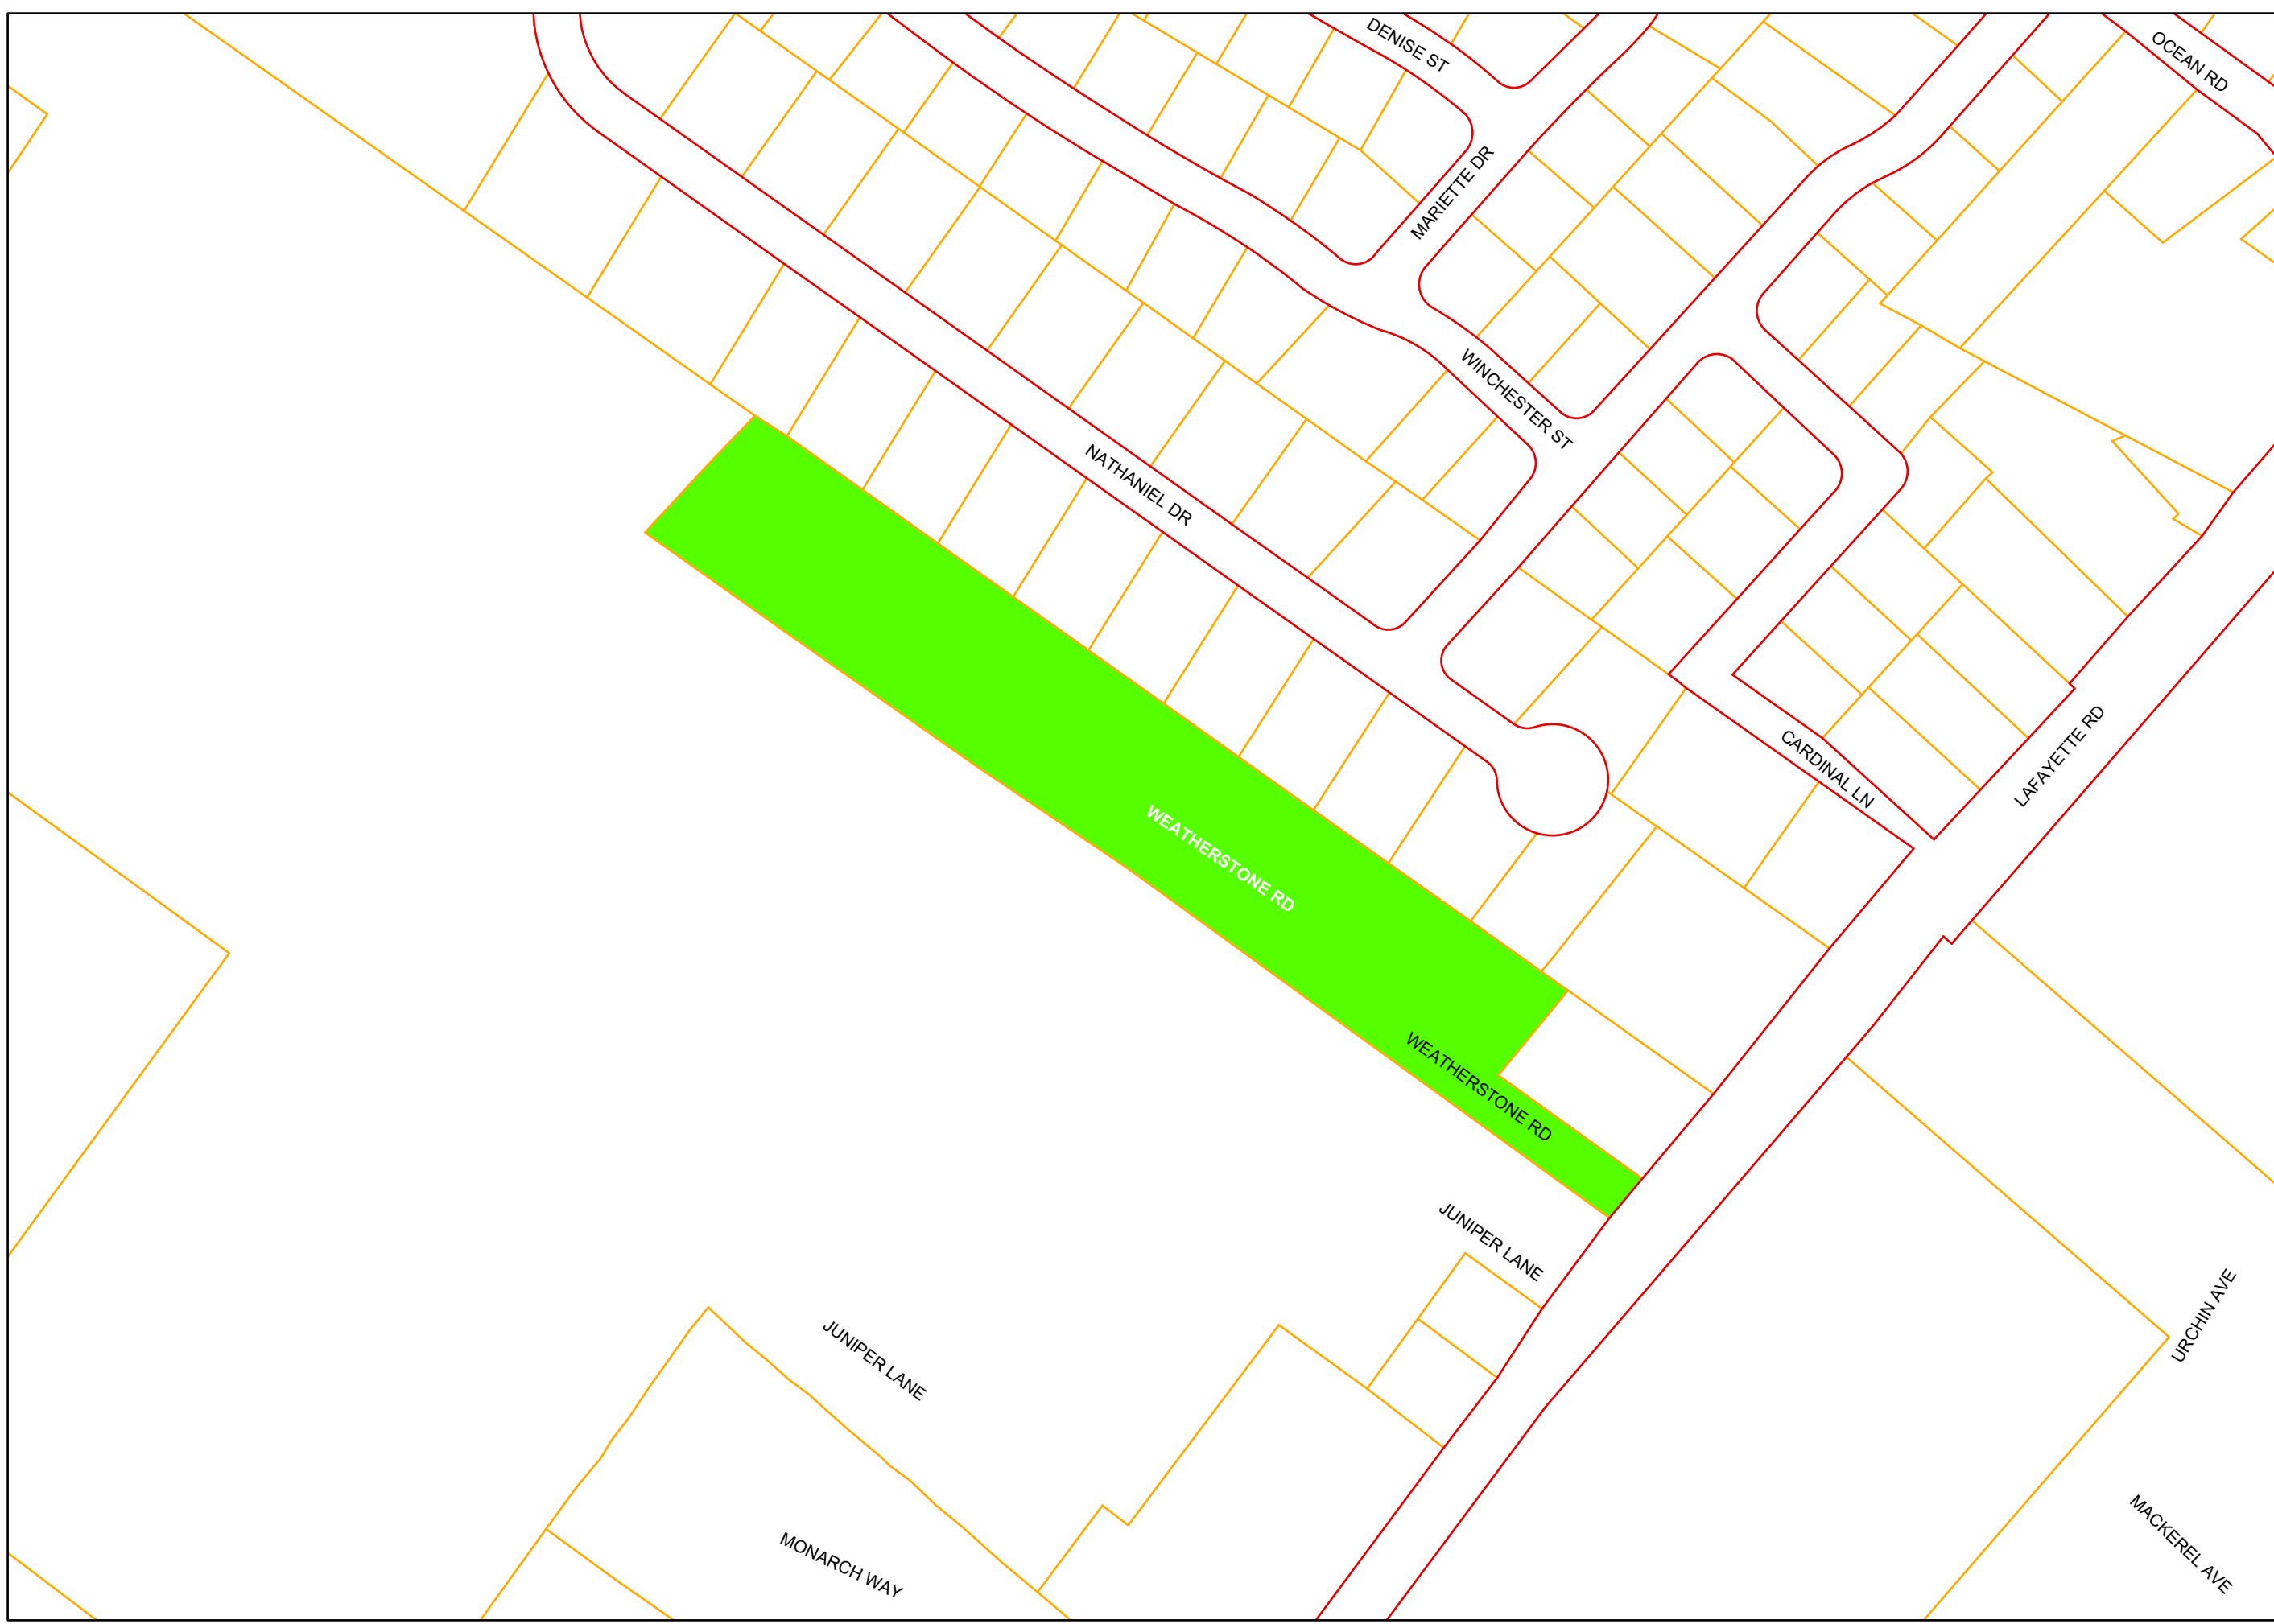 DENISE ST
OCEAN RD
MARIETTE DR
WINCHESTER ST
NATHANIEL DR
CARDINAL LN
LAFAYETTE RD
WEATHERSTONE RD
WEATHERSTONE RD
JUNIPER LANE
URCHIN AVE
JUNIPER LANE
MACKEREL AVE
MONARCH WAY